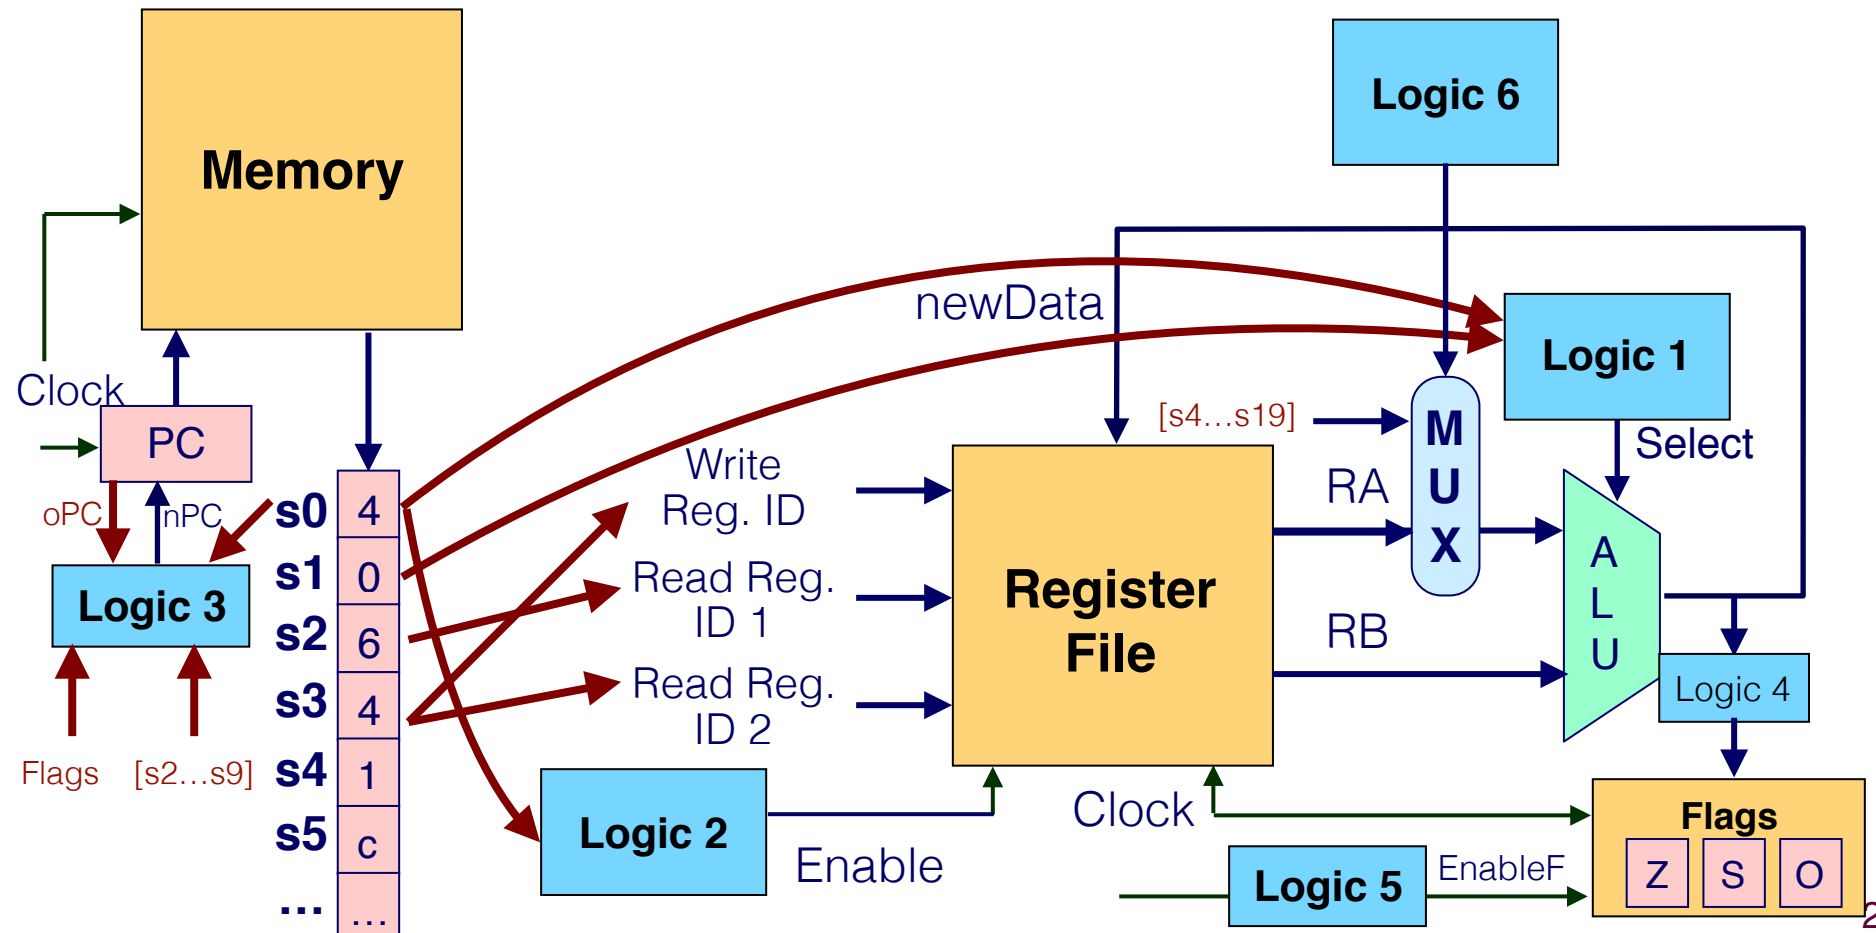 Memory
Logic 6
newData
Logic 1
Clock
PC
[s4...s19]
M
U
X
Select
Write
Reg. ID
RA
oPC
nPC
s0 4
s1 0
s2 6
s3 4
s4 1
s5 c
... ...
Logic 3
Read Reg.
ID 1
Register
File
A
L
U
RB
Read Reg.
ID 2
Logic 4
Flags
[s2...s9]
Logic 2
Enable
Clock
Flags
Z S O
Logic 5
EnableF
2